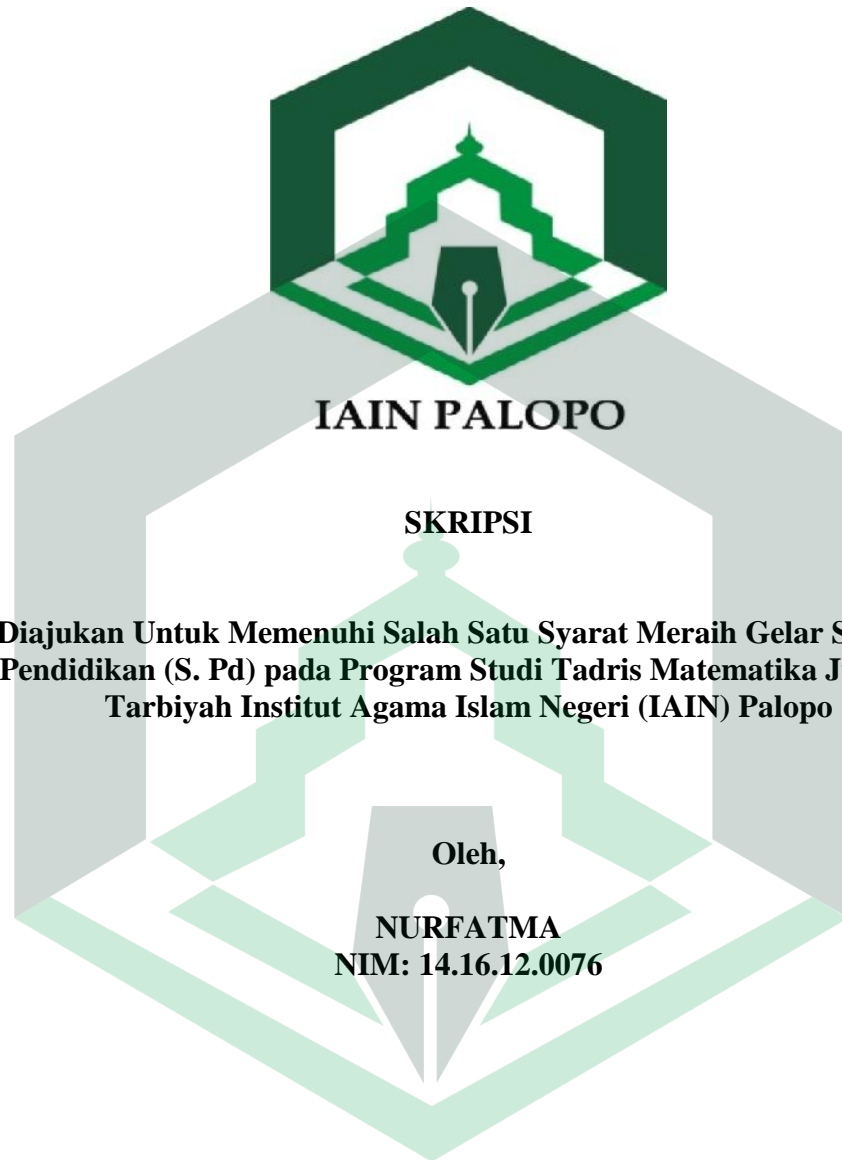 IAIN PALOPO
SKRIPSI
Diajukan Untuk Memenuhi Salah Satu Syarat Meraih Gelar
Pendidikan (S. Pd) pada Program Studi Tadris Matematika
Tarbiyah Institut Agama Islam Negeri (IAIN) Palopo
Oleh,
NURFATMA
NIM: 14.16.12.0076